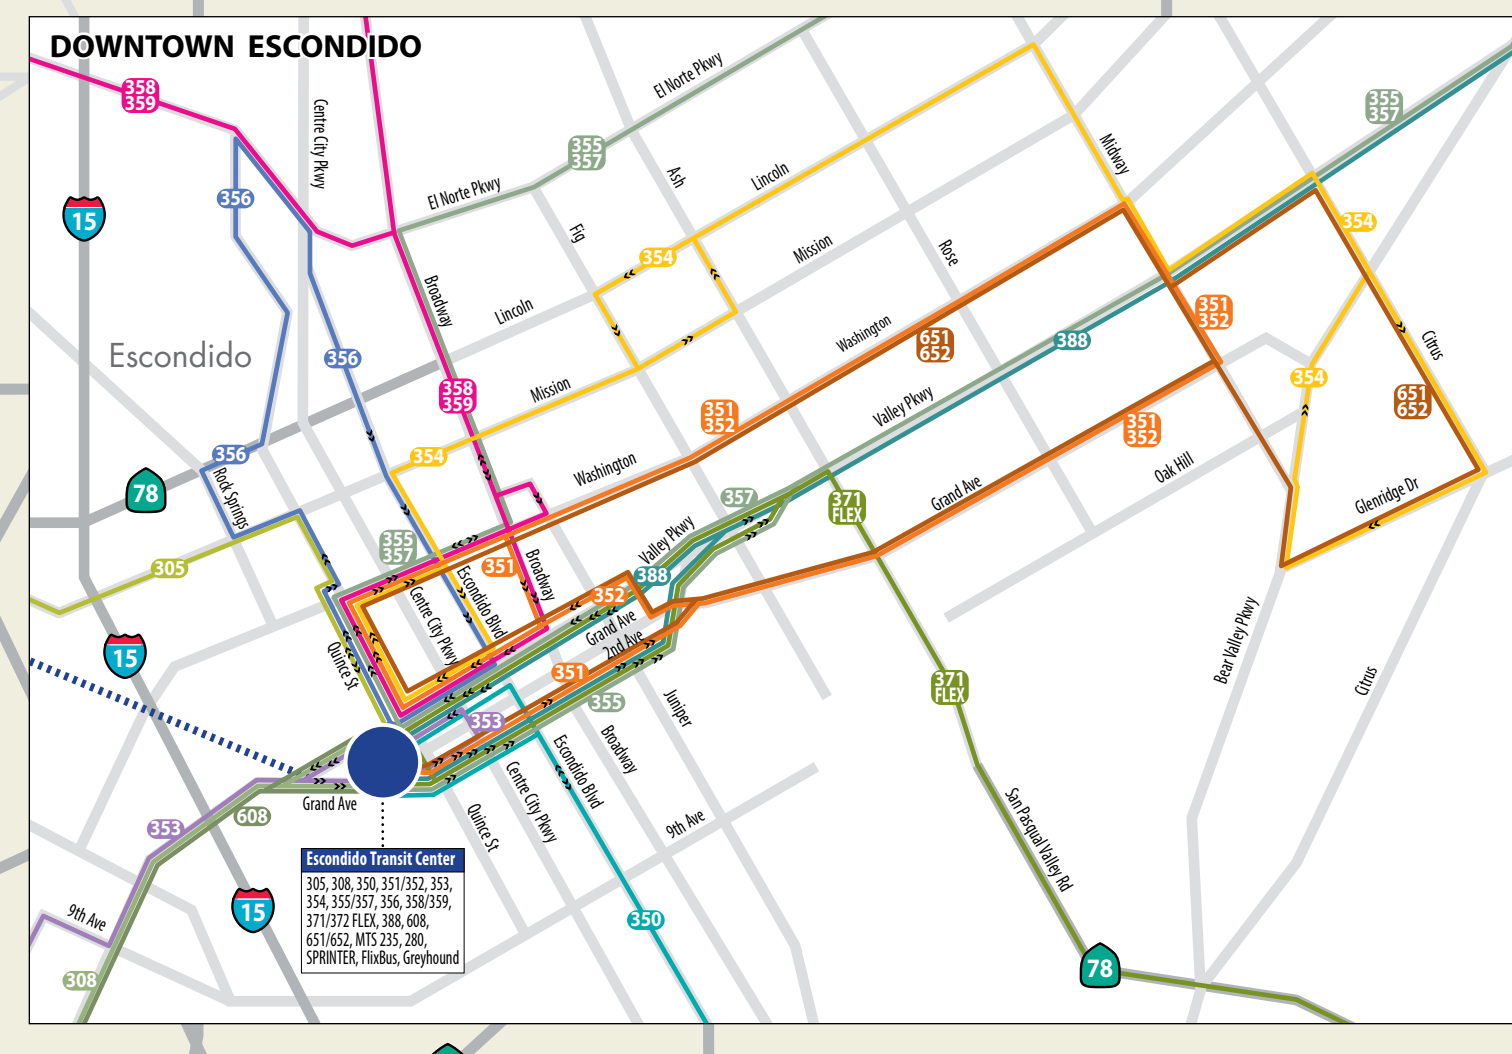 DOWNTOWN ESCONDIDO
358
359
Centre City Pkwy
El Norte Pkwy
355
357
355
357
Midway
Ash
Lincoln
El Norte Pkwy
356
15
Fig
354
354
Mission
Rose
Broadway
Lincoln
351
352
Washington
651
652
388
Citrus
Escondido
356
358
359
Mission
354
651
652
Valley Pkwy
351
352
351
352
356
354
Washington
Oak Hill
Rock Springs
78
357
371
FLEX
Grand Ave
Glenridge Dr
355
357
Valley Pkwy
305
351
Broadway
388
Escondido Blvd
352
Centre City Pkwy
Grand Ave
2nd Ave
15
Quince St
351
Bear Valley Pkwy
Citrus
371
FLEX
355
353
Juniper
Broadway
Escondido Blvd
Centre City Pkwy
Grand Ave
608
353
Quince St
9th Ave
San Pasqual Valley Rd
Escondido Transit Center
305, 308, 350, 351/352, 353,
354, 355/357, 356, 358/359,
371/372 FLEX, 388, 608,
651/652, MTS 235, 280,
SPRINTER, FlixBus, Greyhound
15
9th Ave
350
78
308